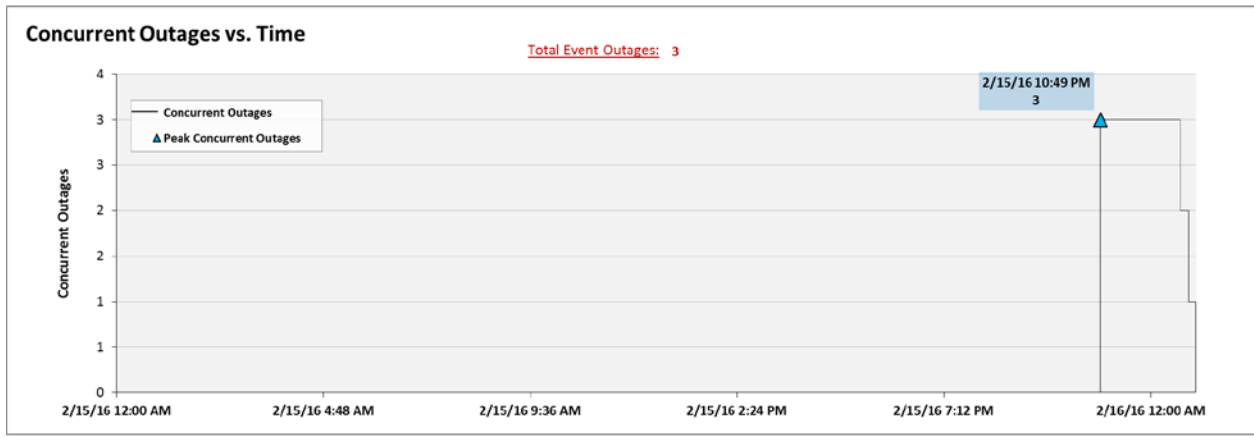 Concurrent Outages vs. Time
Total Event Outages: 3
2/15/16 10:49 PM
3
Concurrent Outages
Peak Concurrent Outages
Concurrent Outages
4
3
3
2
2
1
1
0
2/15/16 12:00 AM
2/15/16 4:48 AM
2/15/16 9:36 AM
2/15/16 2:24 PM
2/15/16 7:12 PM
2/16/16 12:00 AM